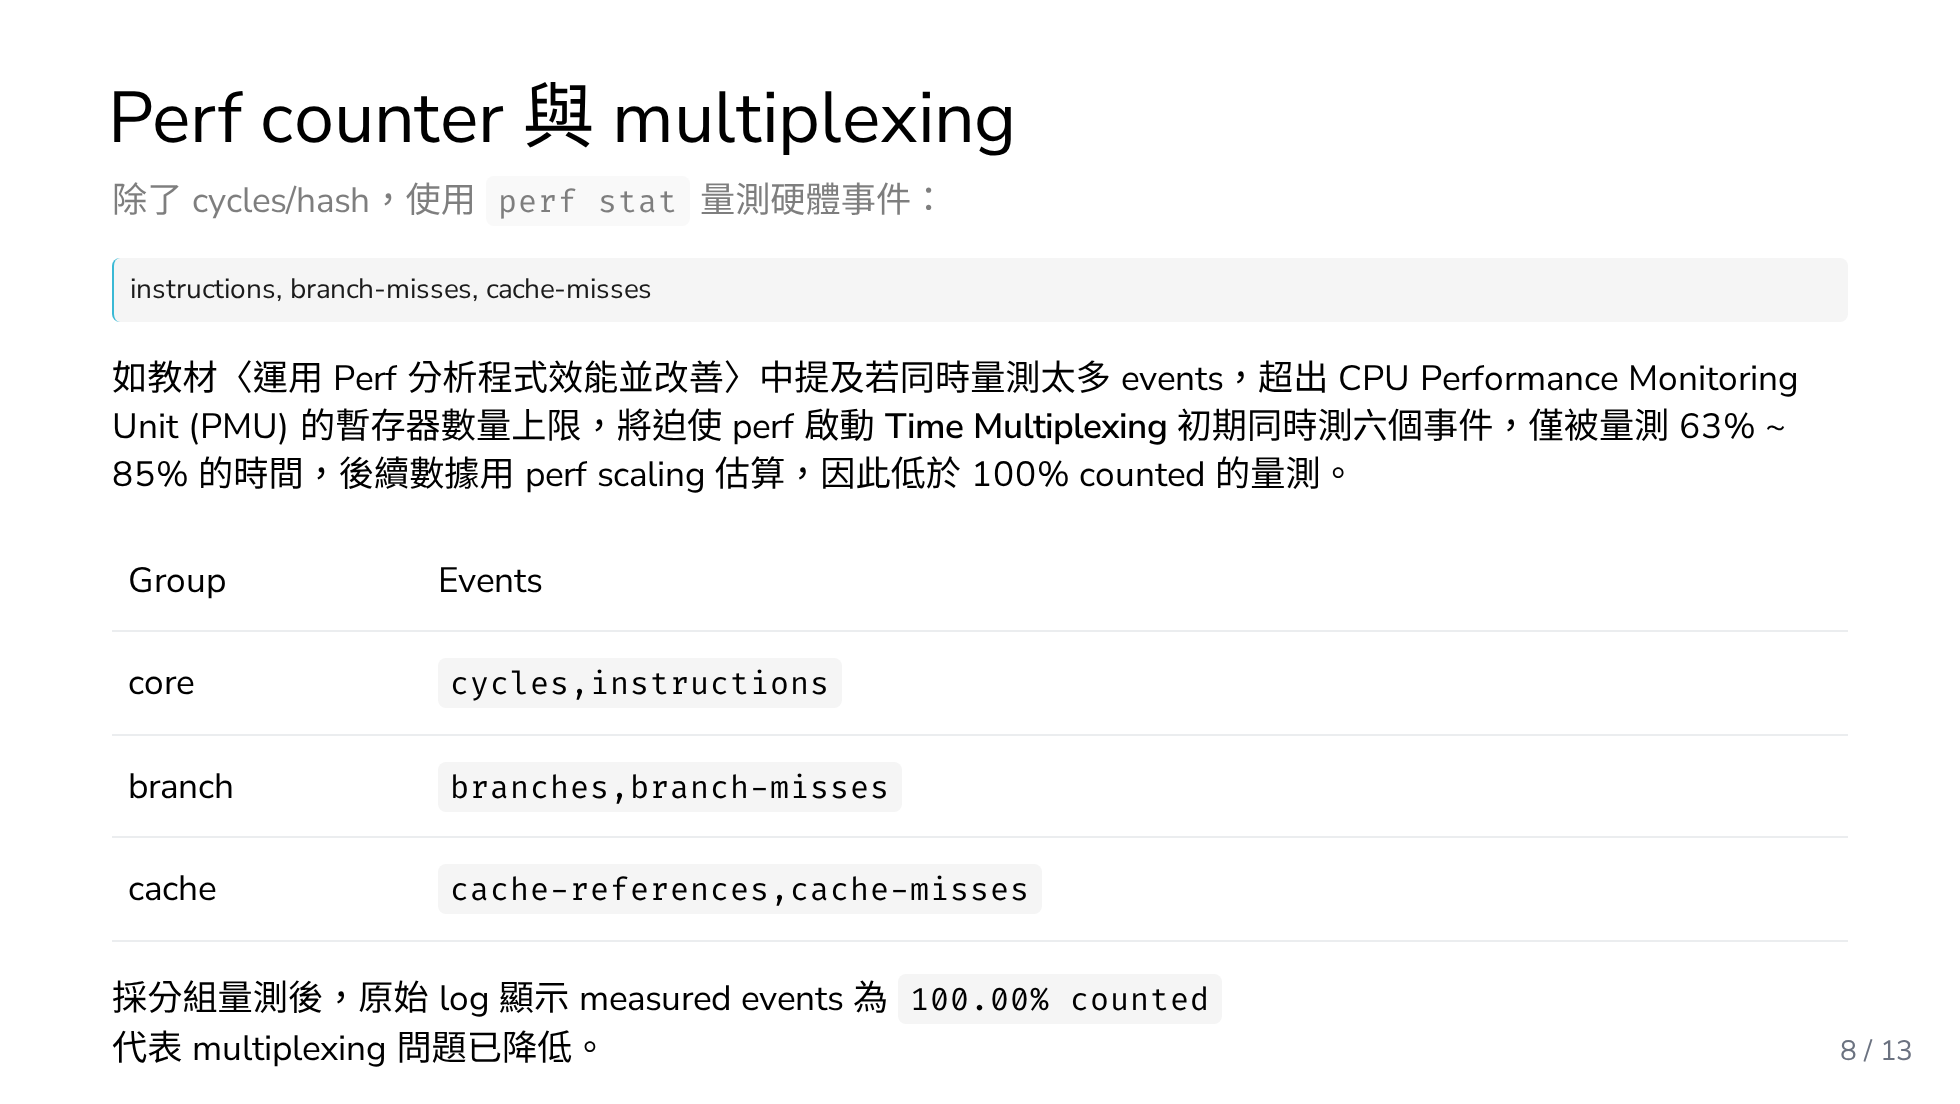 Perf counter 與 multiplexing
除了 cycles/hash，使用 perf stat 量測硬體事件：
instructions, branch-misses, cache-misses
如教材〈運用 Perf 分析程式效能並改善〉中提及若同時量測太多 events，超出 CPU Performance Monitoring
Unit (PMU) 的暫存器數量上限，將迫使 perf 啟動 Time Multiplexing 初期同時測六個事件，僅被量測 63% ~
85% 的時間，後續數據用 perf scaling 估算，因此低於 100% counted 的量測。
Group Events
core cycles,instructions
branch branches,branch-misses
cache cache-references,cache-misses
採分組量測後，原始 log 顯示 measured events 為 100.00% counted
代表 multiplexing 問題已降低。
8 / 13